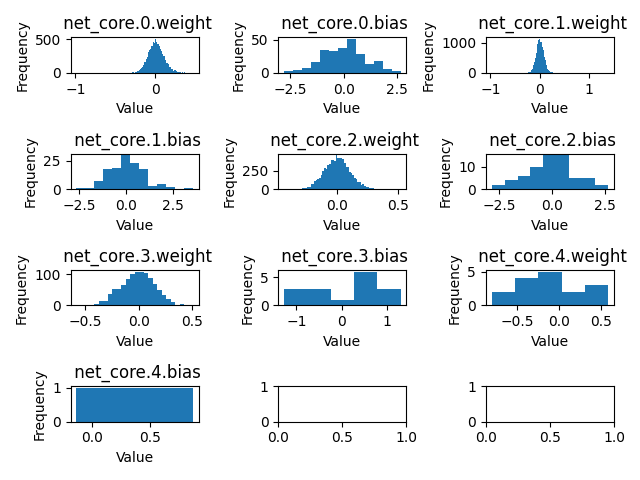 net_core.0.weight
net_core.0.bias
net_core.1.weight
Frequency
500
0
−1
0
Value
Frequency
50
0
−2.5
0.0
2.5
Value
Frequency
1000
0
−1
0
1
Value
net_core.1.bias
net_core.2.weight
net_core.2.bias
Frequency
25
0
−2.5
0.0
2.5
Value
Frequency
250
0
0.0
0.5
Value
Frequency
10
0
−2.5
0.0
2.5
Value
net_core.3.weight
net_core.3.bias
net_core.4.weight
Frequency
100
0
−0.5
0.0
0.5
Value
Frequency
5
0
−1
0
1
Value
Frequency
5
0
−0.5
0.0
0.5
Value
net_core.4.bias
Frequency
1
0
0.0
0.5
Value
1
0
0.0
0.5
1.0
1
0
0.0
0.5
1.0